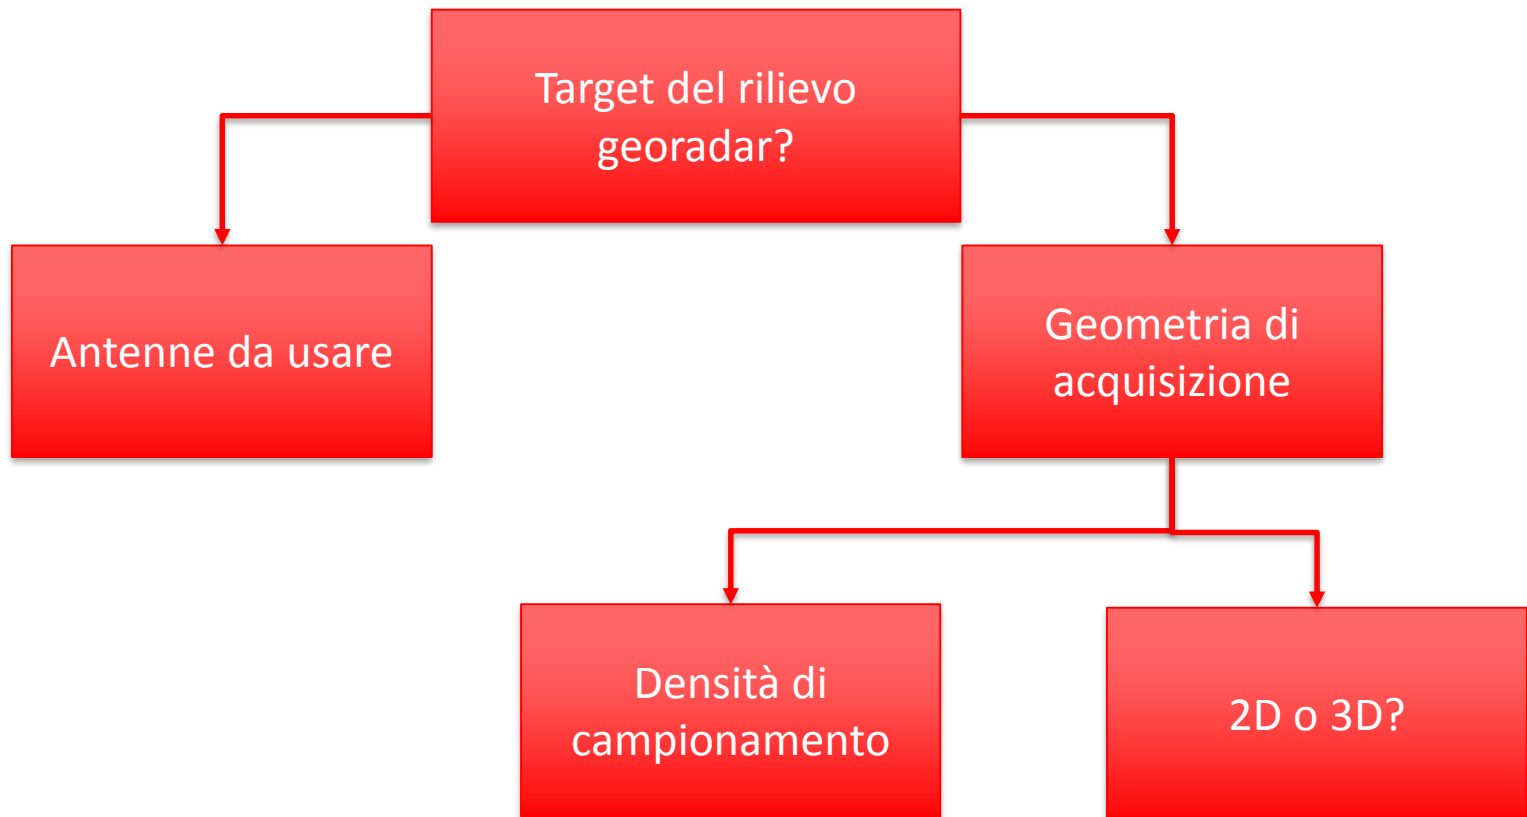 Target del rilievo
georadar?
Antenne da usare
Geometria di
acquisizione
Densità di
campionamento
2D o 3D?